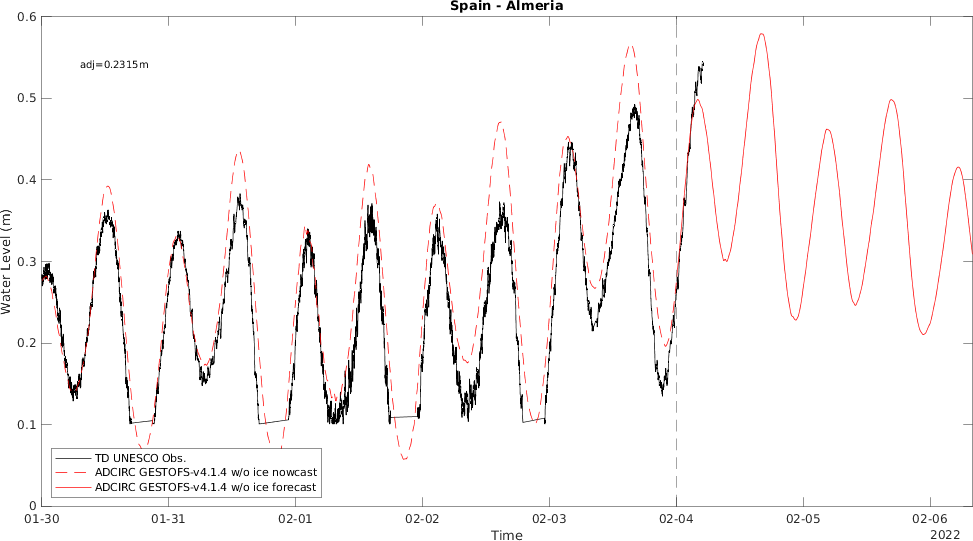 Spain - Almeria
0.6
adj=0.2315m
0.5
0.4
0.3
0.2
0.1
0
Water Level (m)
TD UNESCO Obs.
ADCIRC GESTOFS-v4.1.4 w/o ice nowcast
ADCIRC GESTOFS-v4.1.4 w/o ice forecast
01-30 01-31 02-01 02-02 02-03 02-04 02-05 02-06
Time
2022